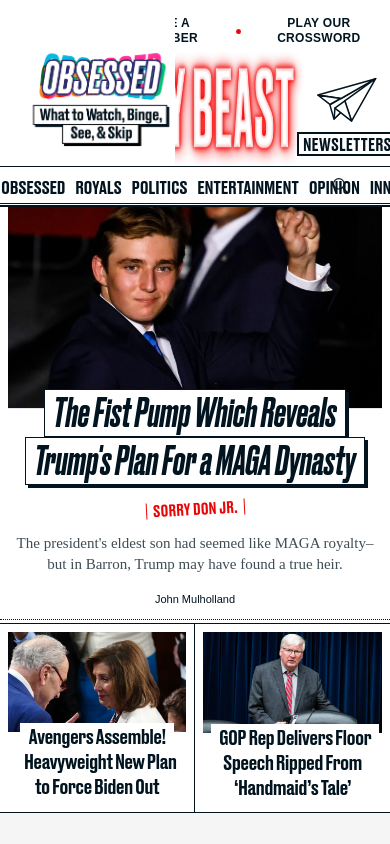 E A
BER
PLAY OUR
CROSSWORD
OBSESSED
What to Watch, Binge,
See, & Skip
Y BEAST
NEWSLETTERS
OBSESSED ROYALS POLITICS ENTERTAINMENT OPINION INN
The Fist Pump Which Reveals
Trump's Plan For a MAGA Dynasty
SORRY DON JR.
The president's eldest son had seemed like MAGA royalty–
but in Barron, Trump may have found a true heir.
John Mulholland
Avengers Assemble!
Heavyweight New Plan
to Force Biden Out
GOP Rep Delivers Floor
Speech Ripped From
‘Handmaid’s Tale’